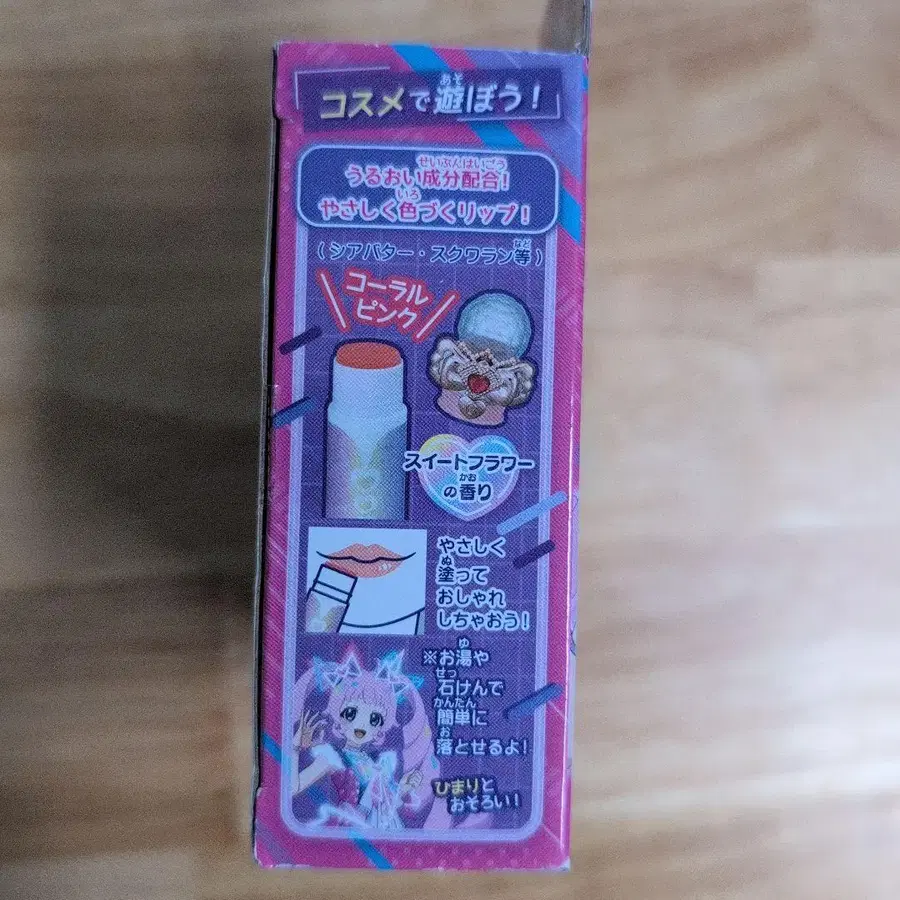 コスメで遊ぼう！
うるおい成分配合！
やさしく色づくリップ！
（シアバター・スクワラン等）
コーラル
ピンク
スイートフラワー
の香り
やさしく
塗って
おしゃれ
しちゃおう！
※お湯や
石けんで
簡単に
落とせるよ！
ひまりと
おそろい！